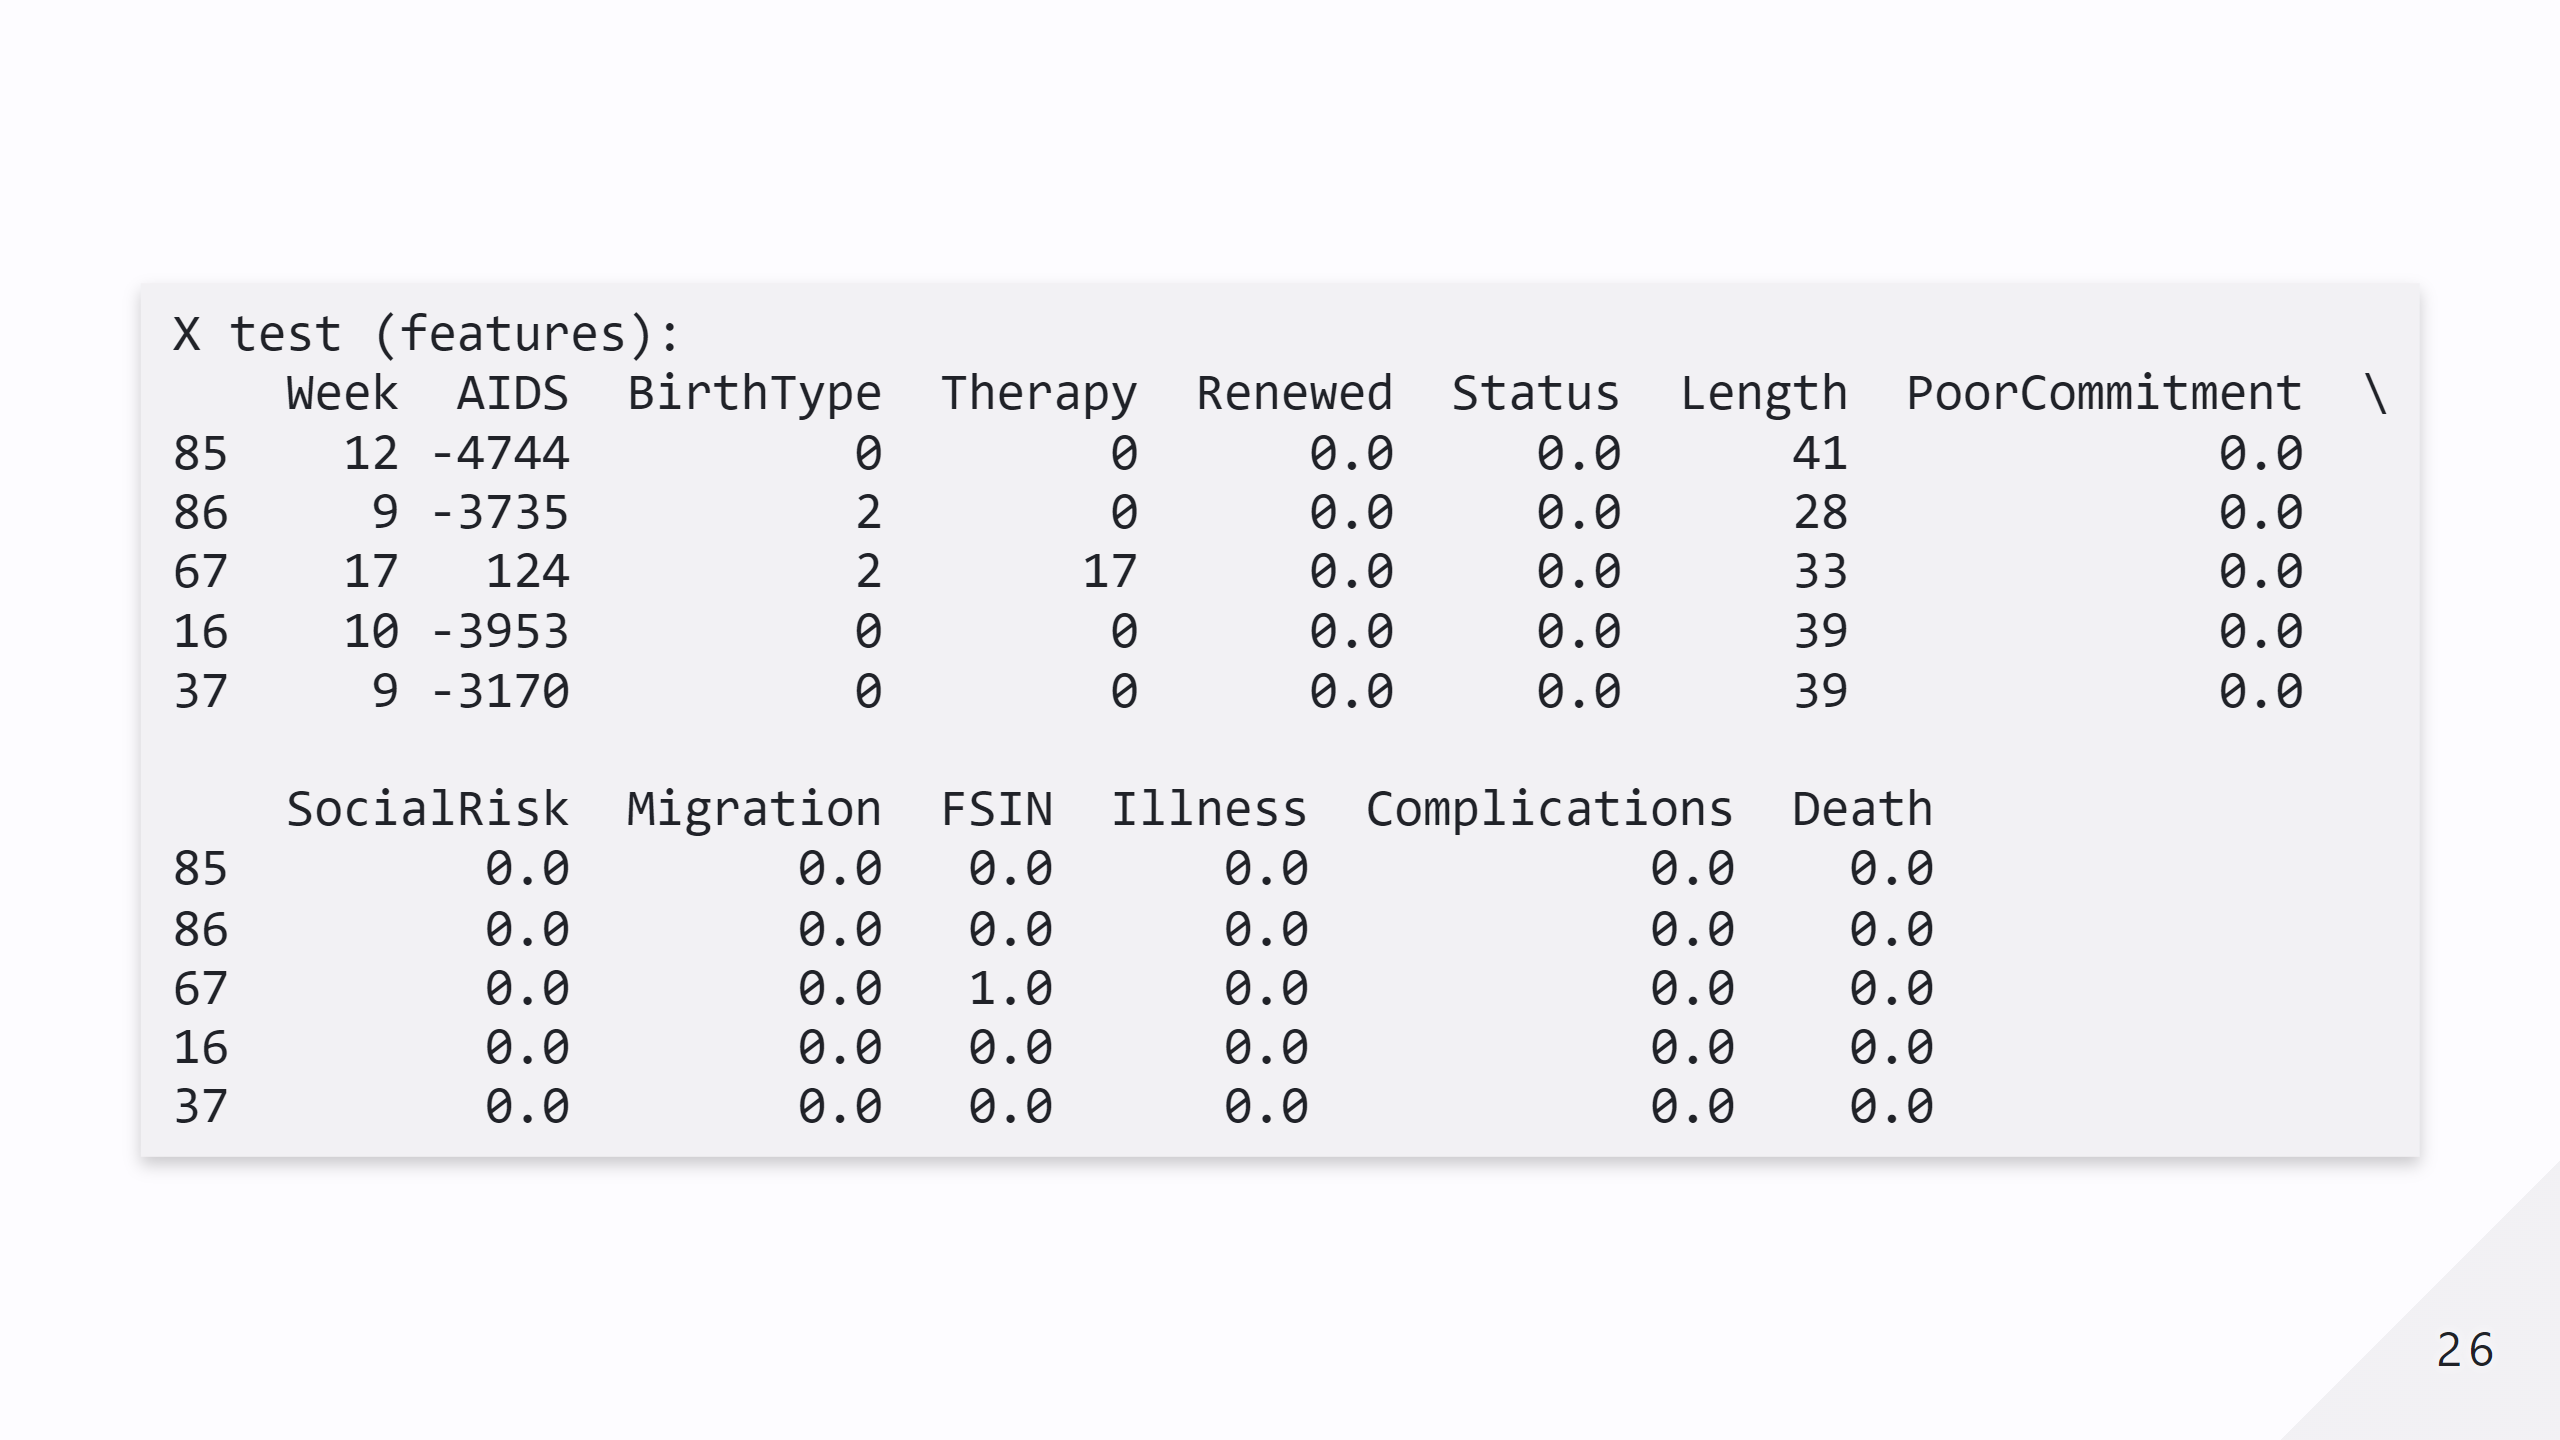 X test (features):
    Week  AIDS  BirthType  Therapy  Renewed  Status  Length  PoorCommitment  \
85    12 -4744          0        0      0.0     0.0      41             0.0
86     9 -3735          2        0      0.0     0.0      28             0.0
67    17   124          2       17      0.0     0.0      33             0.0
16    10 -3953          0        0      0.0     0.0      39             0.0
37     9 -3170          0        0      0.0     0.0      39             0.0
    SocialRisk  Migration  FSIN  Illness  Complications  Death
85         0.0        0.0   0.0      0.0            0.0    0.0
86         0.0        0.0   0.0      0.0            0.0    0.0
67         0.0        0.0   1.0      0.0            0.0    0.0
16         0.0        0.0   0.0      0.0            0.0    0.0
37         0.0        0.0   0.0      0.0            0.0    0.0
26